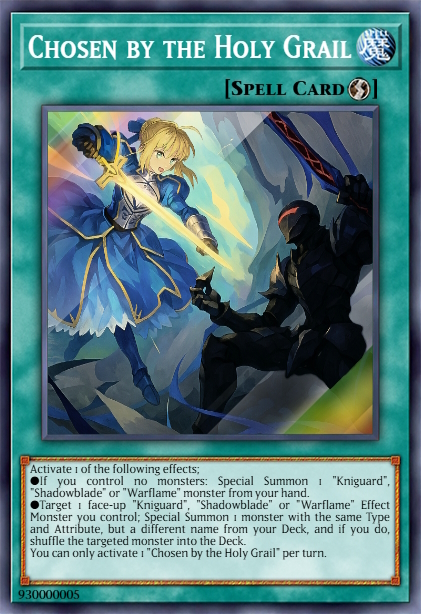 CHOSEN BY THE HOLY GRAIL
魔
[SPELL CARD]
Activate 1 of the following effects;
●If you control no monsters: Special Summon 1 "Kniguard",
"Shadowblade" or "Warflame" monster from your hand.
●Target 1 face-up "Kniguard", "Shadowblade" or "Warflame" Effect
Monster you control; Special Summon 1 monster with the same Type
and Attribute, but a different name from your Deck, and if you do,
shuffle the targeted monster into the Deck.
You can only activate 1 "Chosen by the Holy Grail" per turn.
930000005